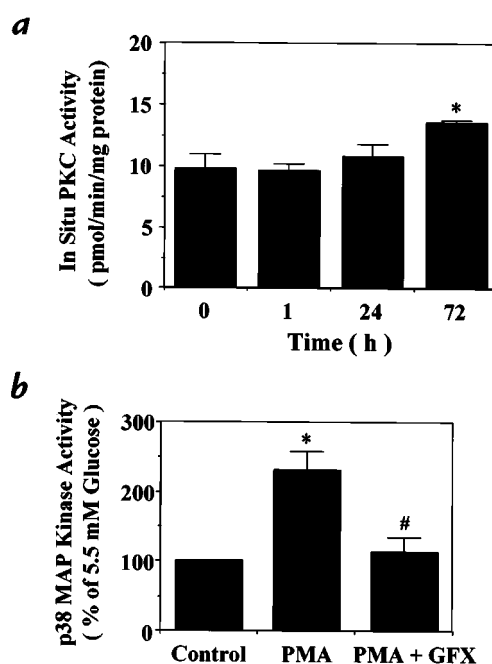 a
In Situ PKC Activity
( pmol/min/mg protein)
20
15
10
5
0
*
0 1 24 72
Time ( h )
b
p38 MAP Kinase Activity
( % of 5.5 mM Glucose )
300
200
100
0
*
#
Control PMA PMA + GFX